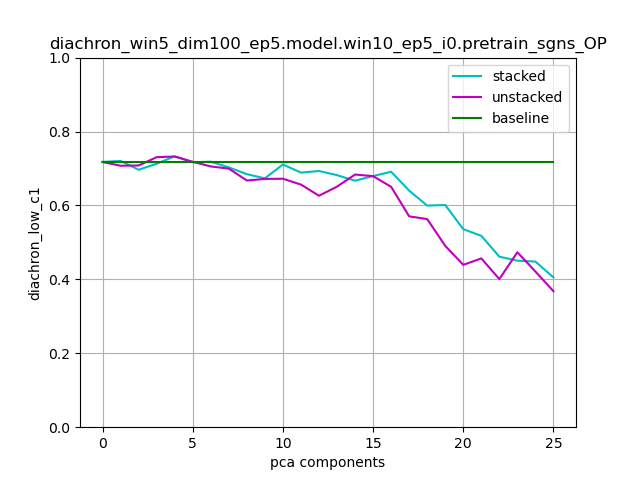 diachron_win5_dim100_ep5.model.win10_ep5_i0.pretrain_sgns_OP
1.0
0.8
0.6
0.4
0.2
0.0
diachron_low_c1
stacked
unstacked
baseline
0 5 10 15 20 25
pca components